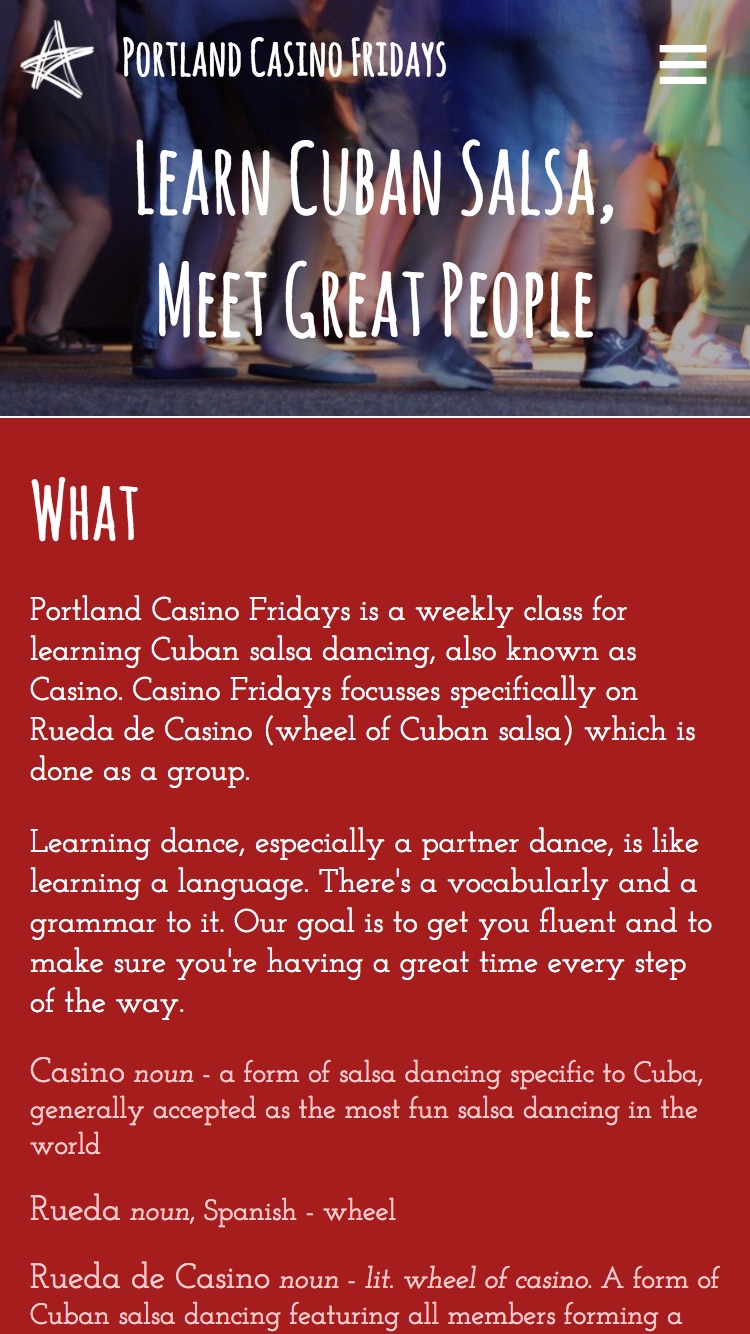 Portland Casino Fridays
Learn Cuban Salsa,
Meet Great People
What
Portland Casino Fridays is a weekly class for
learning Cuban salsa dancing, also known as
Casino. Casino Fridays focusses specifically on
Rueda de Casino (wheel of Cuban salsa) which is
done as a group.
Learning dance, especially a partner dance, is like
learning a language. There's a vocabularly and a
grammar to it. Our goal is to get you fluent and to
make sure you're having a great time every step
of the way.
Casino noun - a form of salsa dancing specific to Cuba,
generally accepted as the most fun salsa dancing in the
world
Rueda noun, Spanish - wheel
Rueda de Casino noun - lit. wheel of casino. A form of
Cuban salsa dancing featuring all members forming a